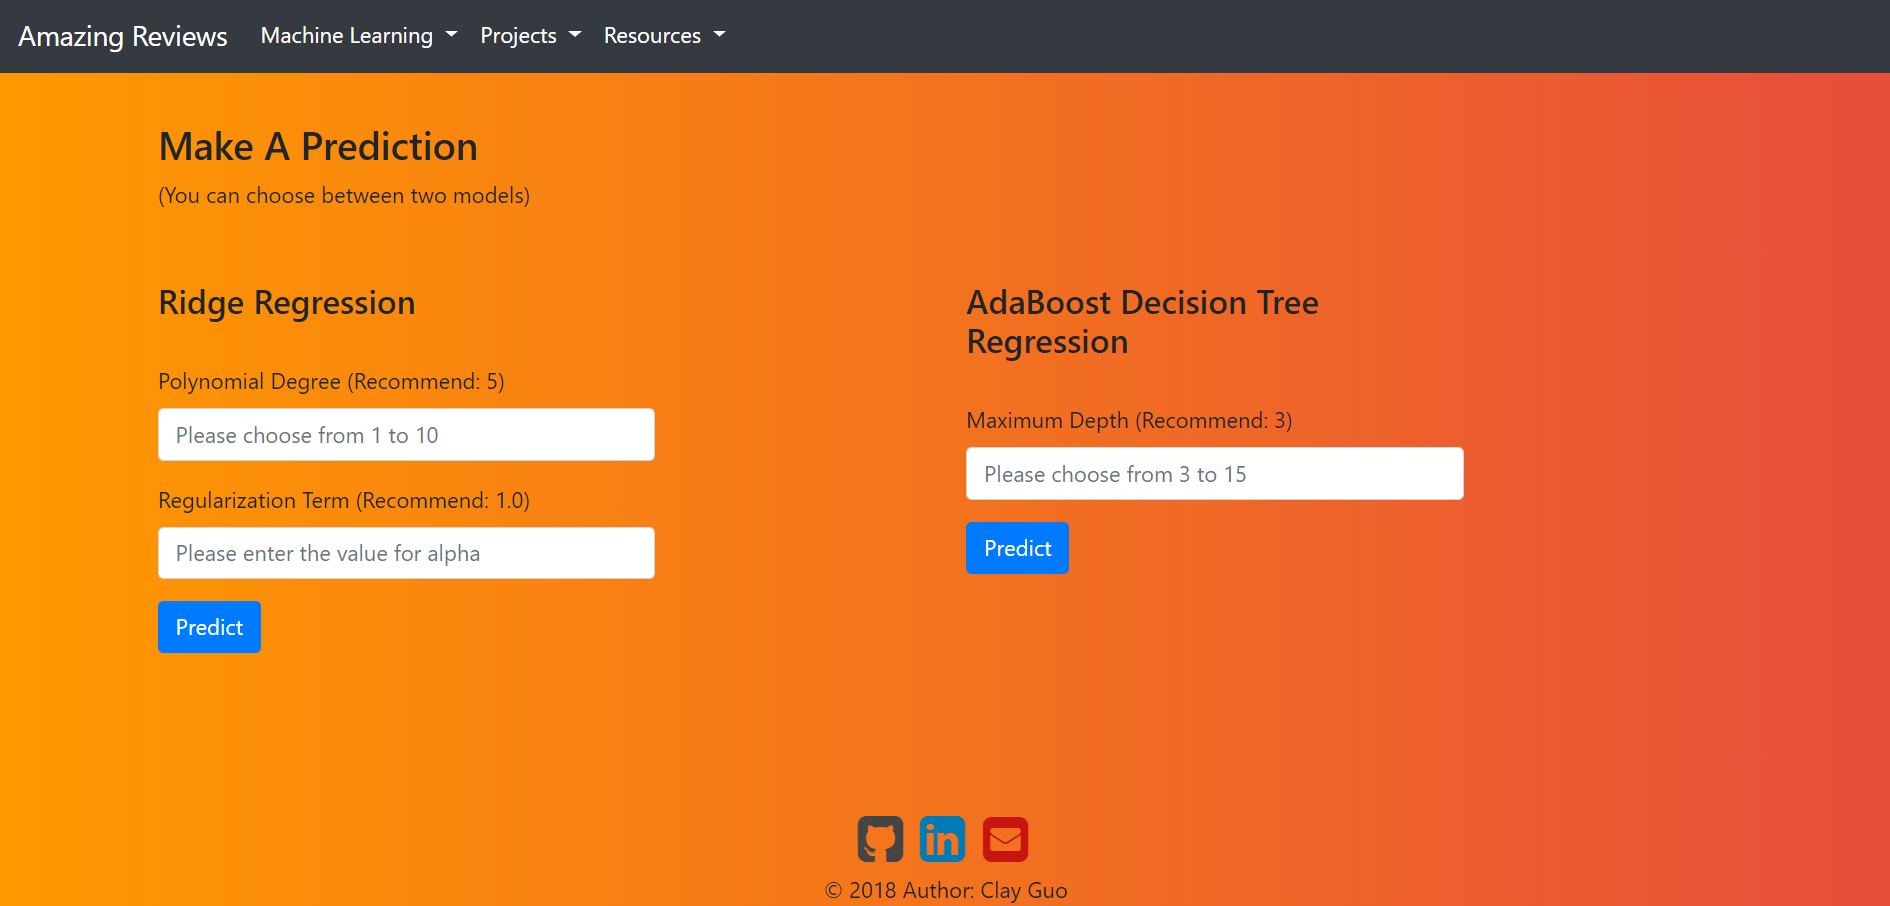 Amazing Reviews Machine Learning Projects Resources
Make A Prediction
(You can choose between two models)
Ridge Regression
Polynomial Degree (Recommend: 5)
Please choose from 1 to 10
Regularization Term (Recommend: 1.0)
Please enter the value for alpha
Predict
AdaBoost Decision Tree
Regression
Maximum Depth (Recommend: 3)
Please choose from 3 to 15
Predict
in
© 2018 Author: Clay Guo